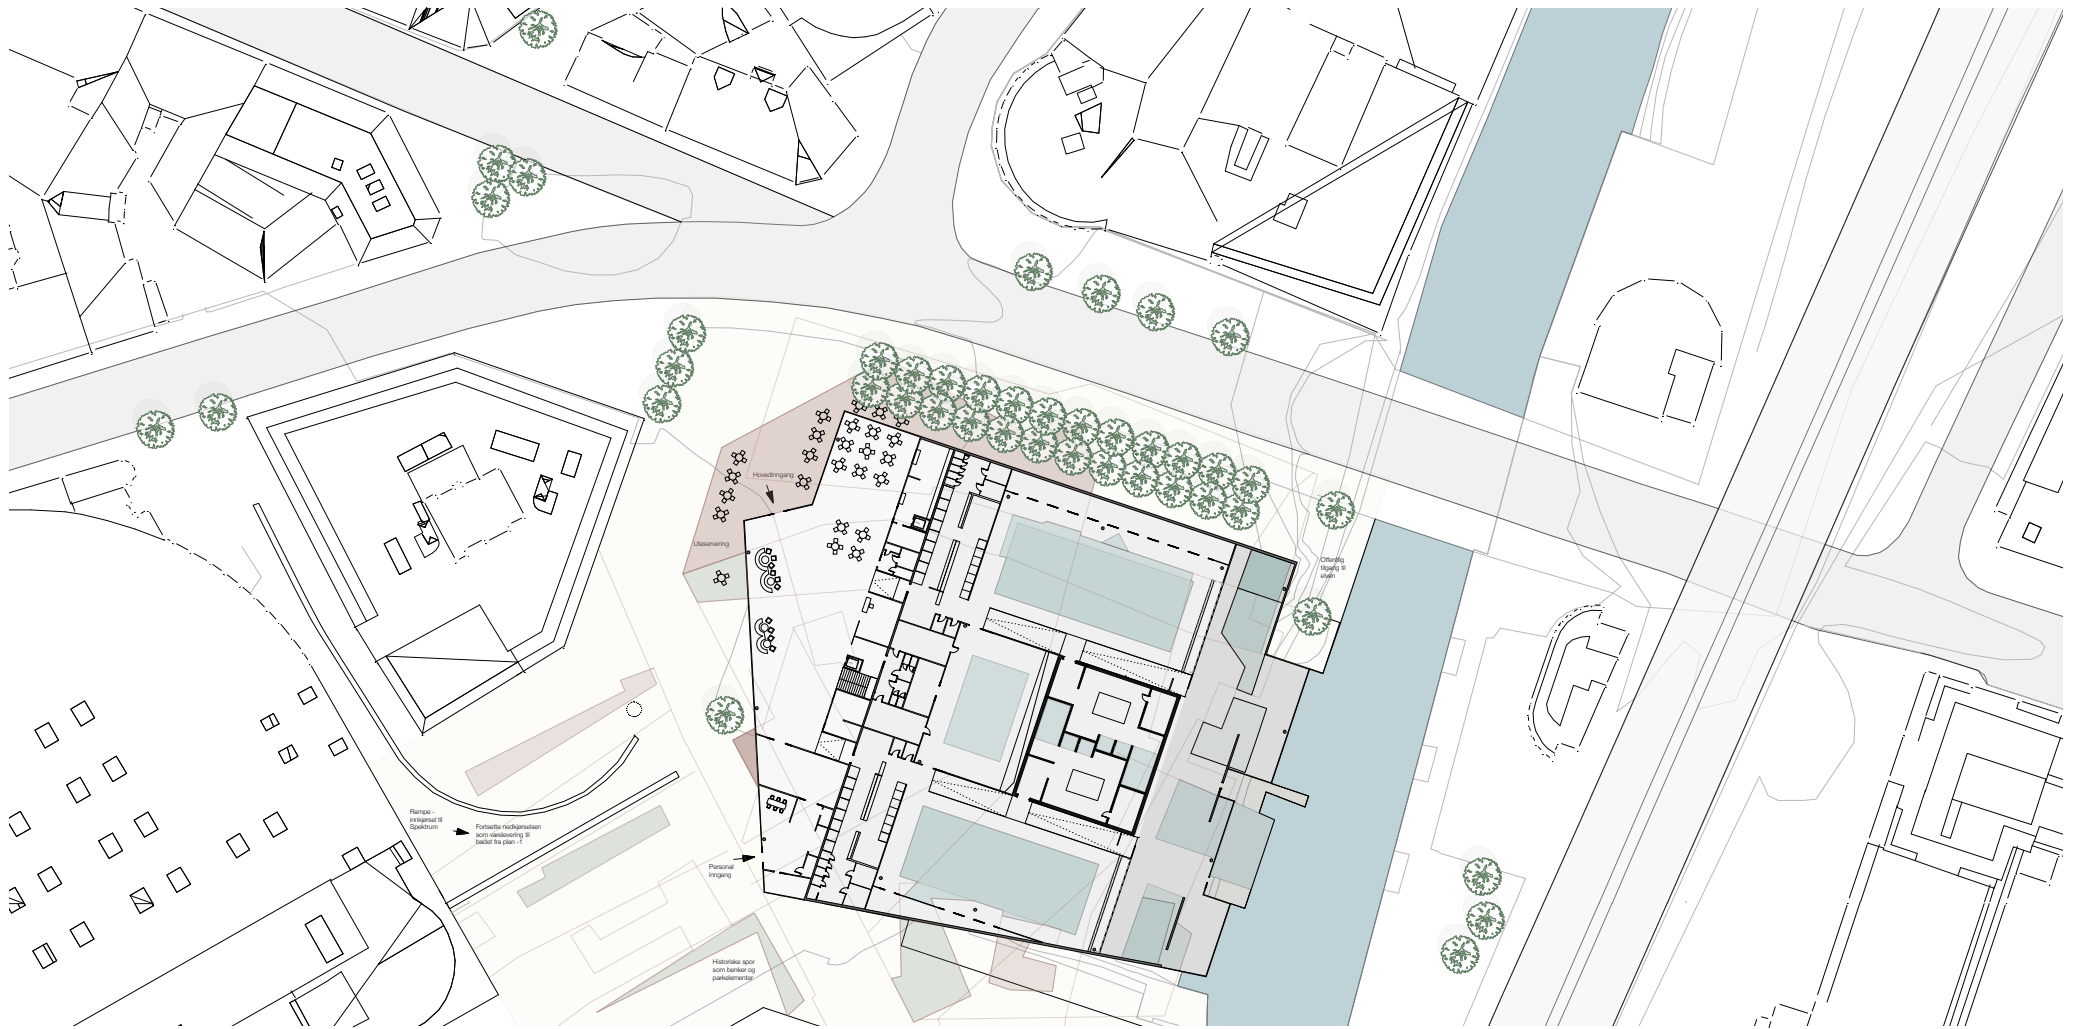 Hovedinngang
Uteservering
Offentlig
tilgang til
elven
Rampe -
innkjørsel til
Spektrum
Fortsette nedkjørselsen
som varelevering til
badet fra plan -1
Personal
inngang
Historiske spor
som benker og
parkelementer